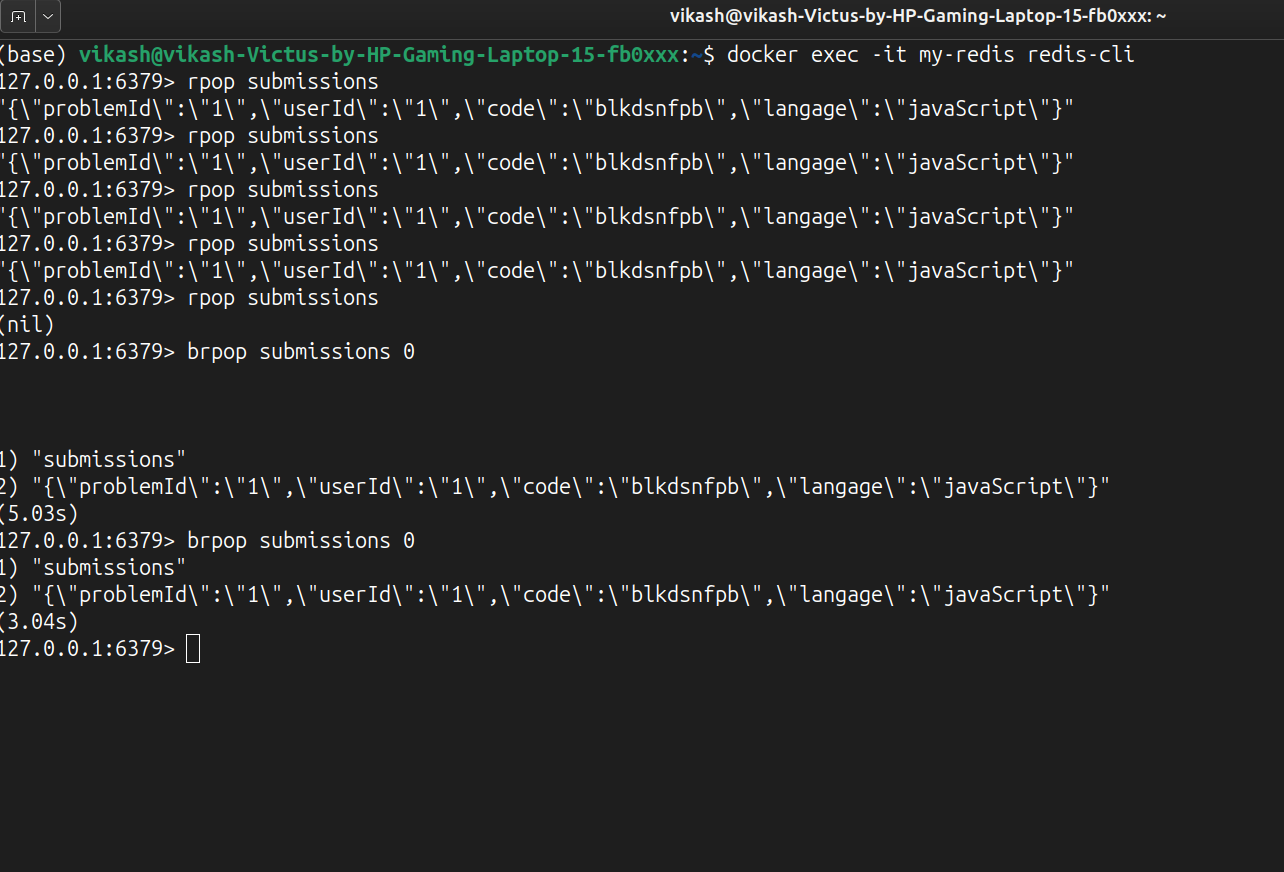 vikash@vikash-Victus-by-HP-Gaming-Laptop-15-fb0xxx: ~
(base) vikash@vikash-Victus-by-HP-Gaming-Laptop-15-fb0xxx:~$ docker exec -it my-redis redis-cli
127.0.0.1:6379> rpop submissions
"{\"problemId\":\"1\",\"userId\":\"1\",\"code\":\"blkdsnfpb\",\"langage\":\"javaScript\"}"
127.0.0.1:6379> rpop submissions
"{\"problemId\":\"1\",\"userId\":\"1\",\"code\":\"blkdsnfpb\",\"langage\":\"javaScript\"}"
127.0.0.1:6379> rpop submissions
"{\"problemId\":\"1\",\"userId\":\"1\",\"code\":\"blkdsnfpb\",\"langage\":\"javaScript\"}"
127.0.0.1:6379> rpop submissions
"{\"problemId\":\"1\",\"userId\":\"1\",\"code\":\"blkdsnfpb\",\"langage\":\"javaScript\"}"
127.0.0.1:6379> rpop submissions
(nil)
127.0.0.1:6379> brpop submissions 0
1) "submissions"
2) "{\"problemId\":\"1\",\"userId\":\"1\",\"code\":\"blkdsnfpb\",\"langage\":\"javaScript\"}"
(5.03s)
127.0.0.1:6379> brpop submissions 0
1) "submissions"
2) "{\"problemId\":\"1\",\"userId\":\"1\",\"code\":\"blkdsnfpb\",\"langage\":\"javaScript\"}"
(3.04s)
127.0.0.1:6379>